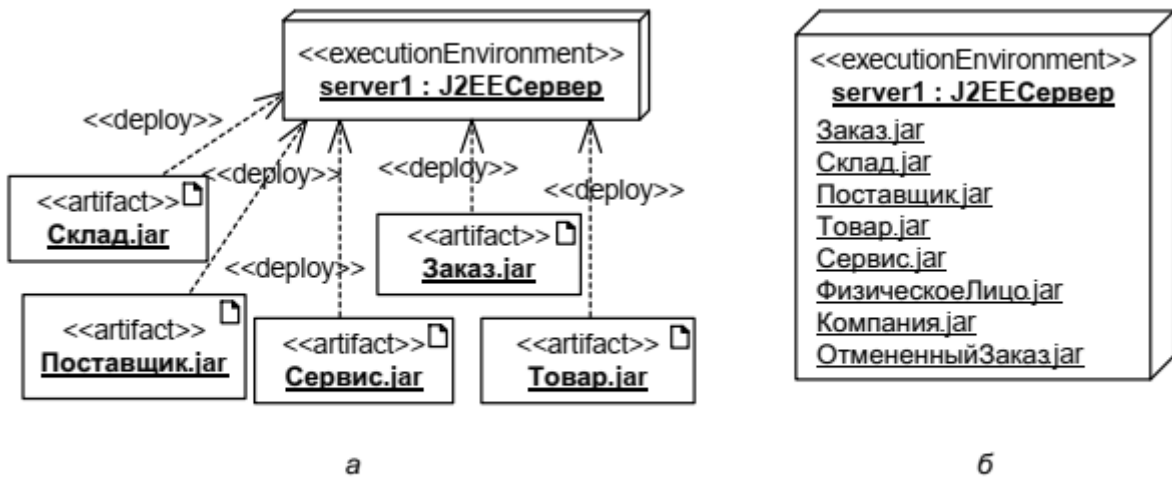 <<executionEnvironment>>
server1 : J2EEСервер
<<deploy>>
<<deploy>>
<<deploy>>
<<deploy>>
<<deploy>>
<<artifact>>
Склад.jar
<<artifact>>
Заказ.jar
<<artifact>>
Поставщик.jar
<<artifact>>
Сервис.jar
<<artifact>>
Товар.jar
а
<<executionEnvironment>>
server1 : J2EEСервер
Заказ.jar
Склад.jar
Поставщик.jar
Товар.jar
Сервис.jar
ФизическоеЛицо.jar
Компания.jar
ОтмененныйЗаказ.jar
б